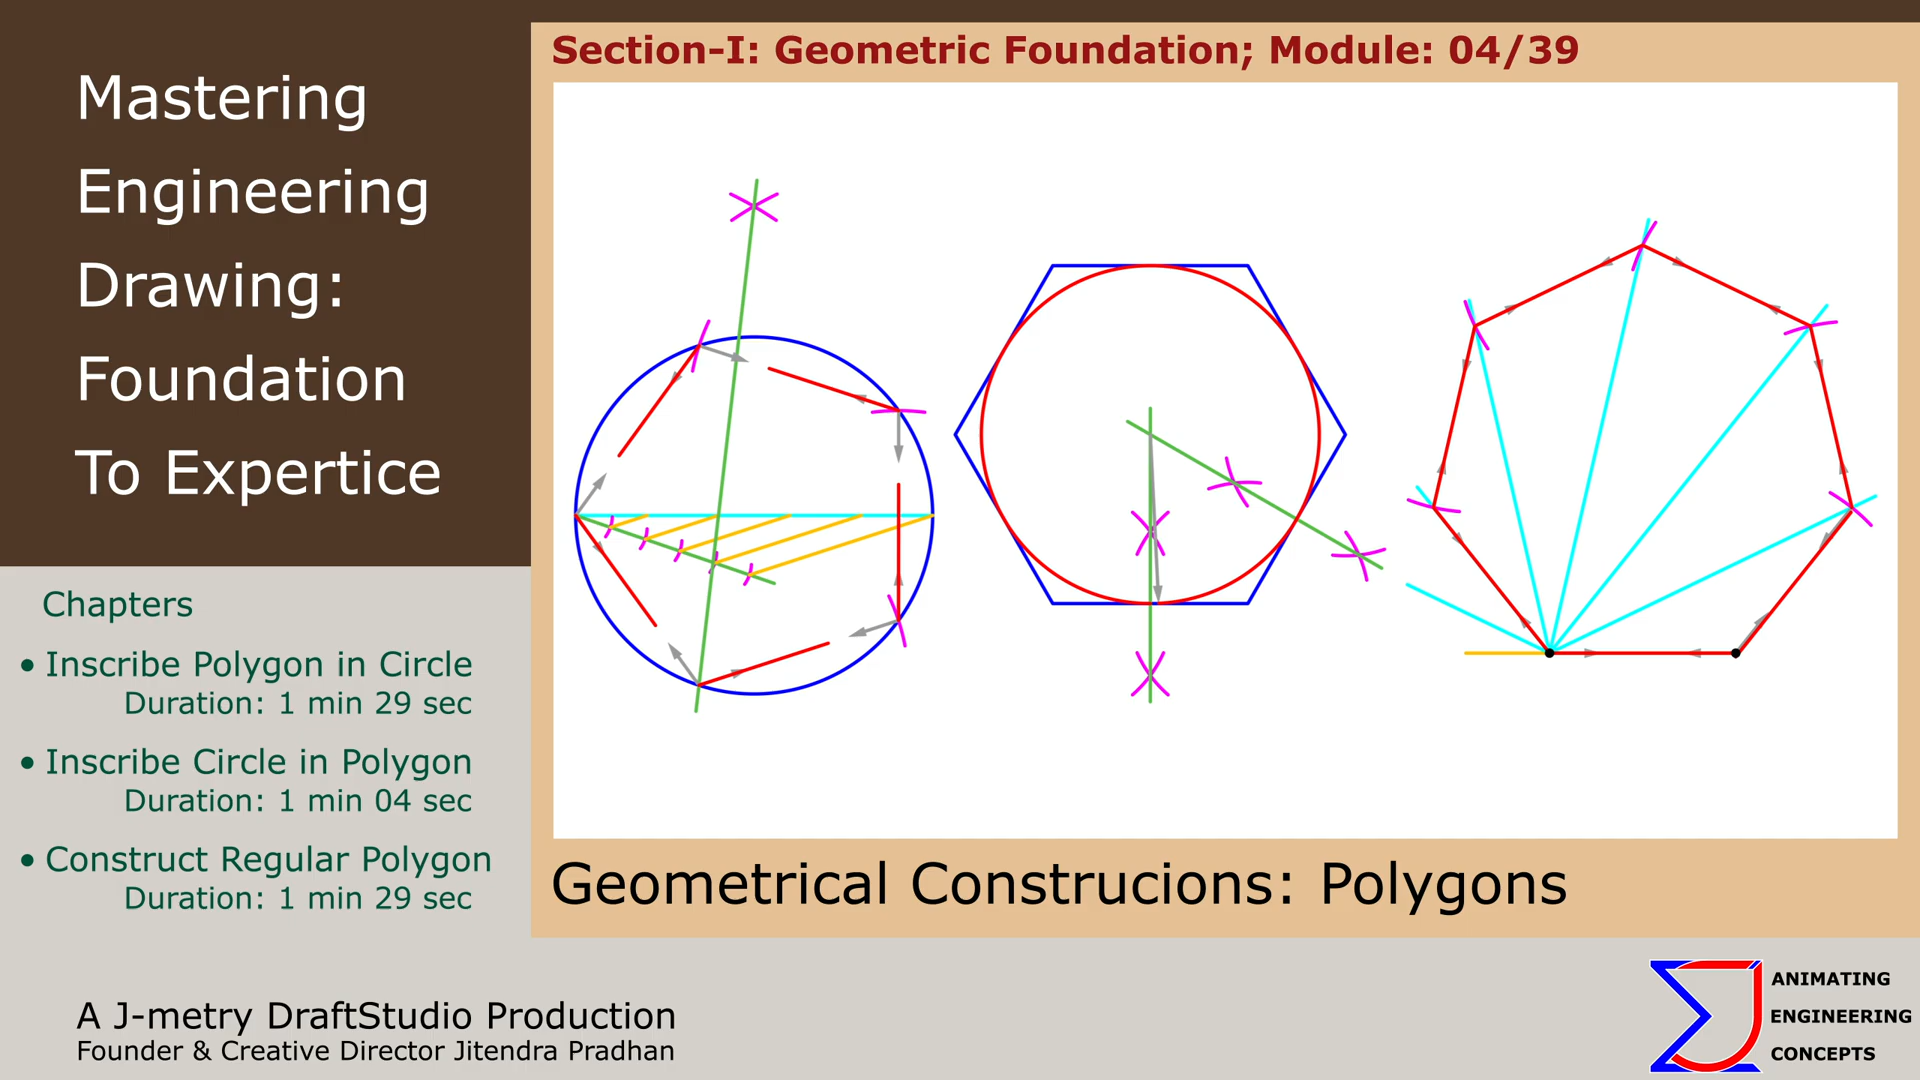 Mastering
Engineering
Drawing:
Foundation
To Expertice
Section-I: Geometric Foundation; Module: 04/39
Chapters
• Inscribe Polygon in Circle
Duration: 1 min 29 sec
• Inscribe Circle in Polygon
Duration: 1 min 04 sec
• Construct Regular Polygon
Duration: 1 min 29 sec
Geometrical Construcions: Polygons
A J-metry DraftStudio Production
Founder & Creative Director Jitendra Pradhan
ANIMATING
ENGINEERING
CONCEPTS